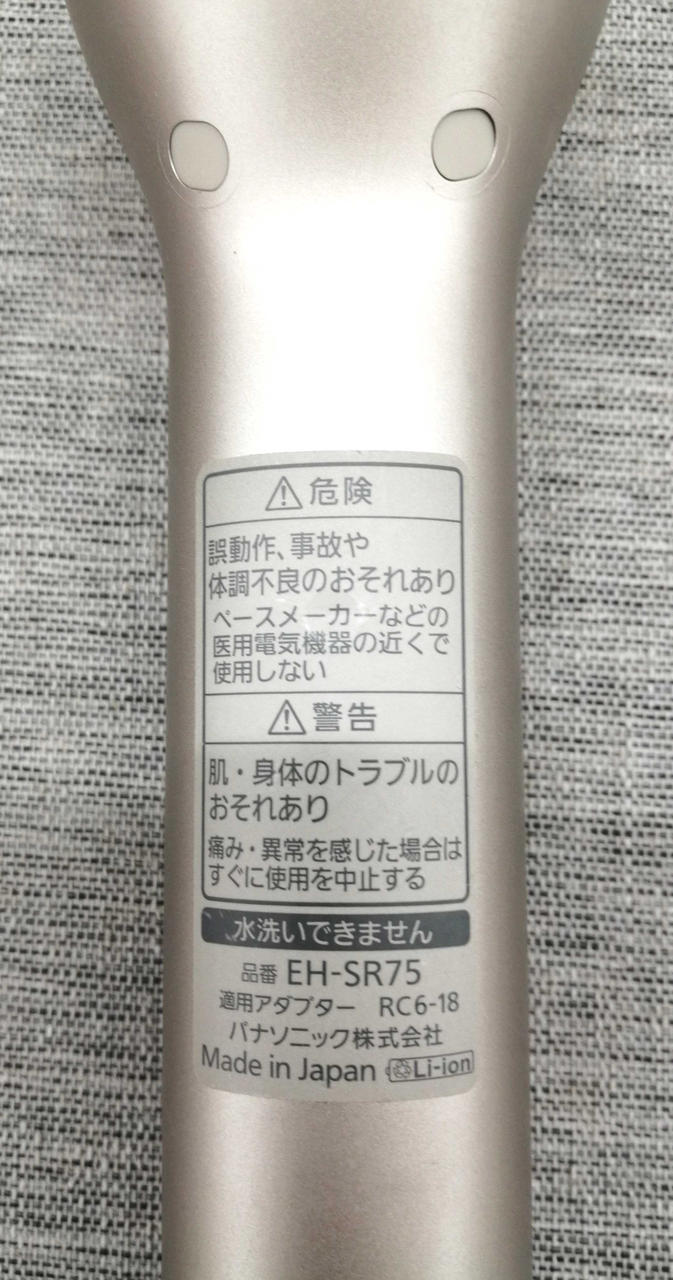 ⚠危険
誤動作、事故や
体調不良のおそれあり
ペースメーカーなどの
医用電気機器の近くで
使用しない
⚠警告
肌・身体のトラブルの
おそれあり
痛み・異常を感じた場合は
すぐに使用を中止する
水洗いできません
品番 EH-SR75
適用アダプター RC6-18
パナソニック株式会社
Made in Japan Li-ion